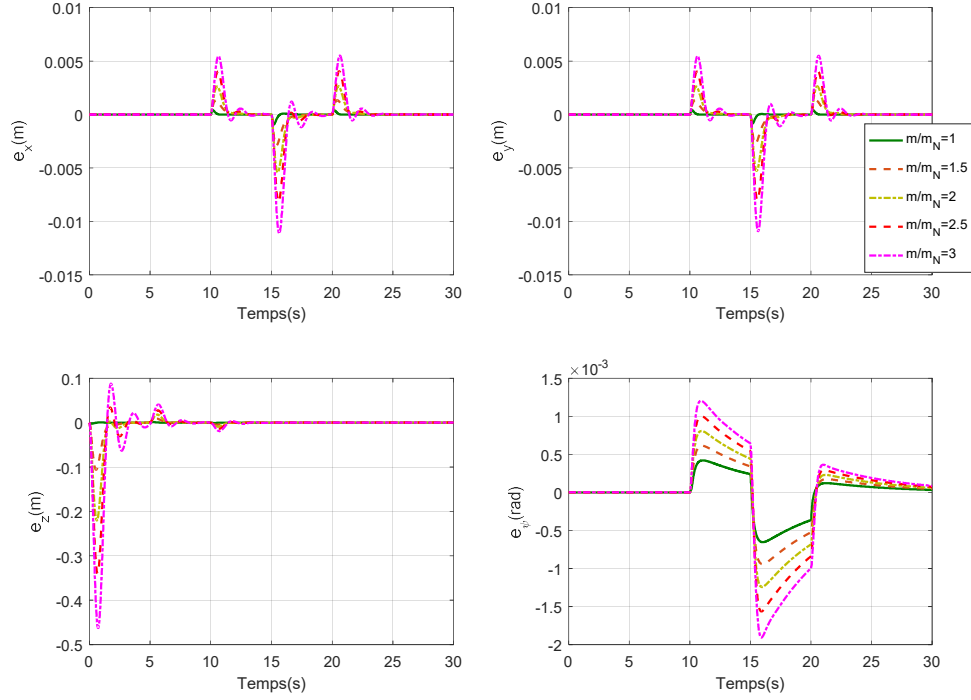 0.01
0.005
0
-0.005
-0.01
-0.015
e_x(m)
0 5 10 15 20 25 30
Temps(s)
0.01
0.005
0
-0.005
-0.01
-0.015
e_y(m)
0 5 10 15 20 25 30
Temps(s)
m/m_N=1
m/m_N=1.5
m/m_N=2
m/m_N=2.5
m/m_N=3
0.1
0
-0.1
-0.2
-0.3
-0.4
-0.5
e_z(m)
0 5 10 15 20 25 30
Temps(s)
×10^-3
1.5
1
0.5
0
-0.5
-1
-1.5
-2
e_ψ(rad)
0 5 10 15 20 25 30
Temps(s)